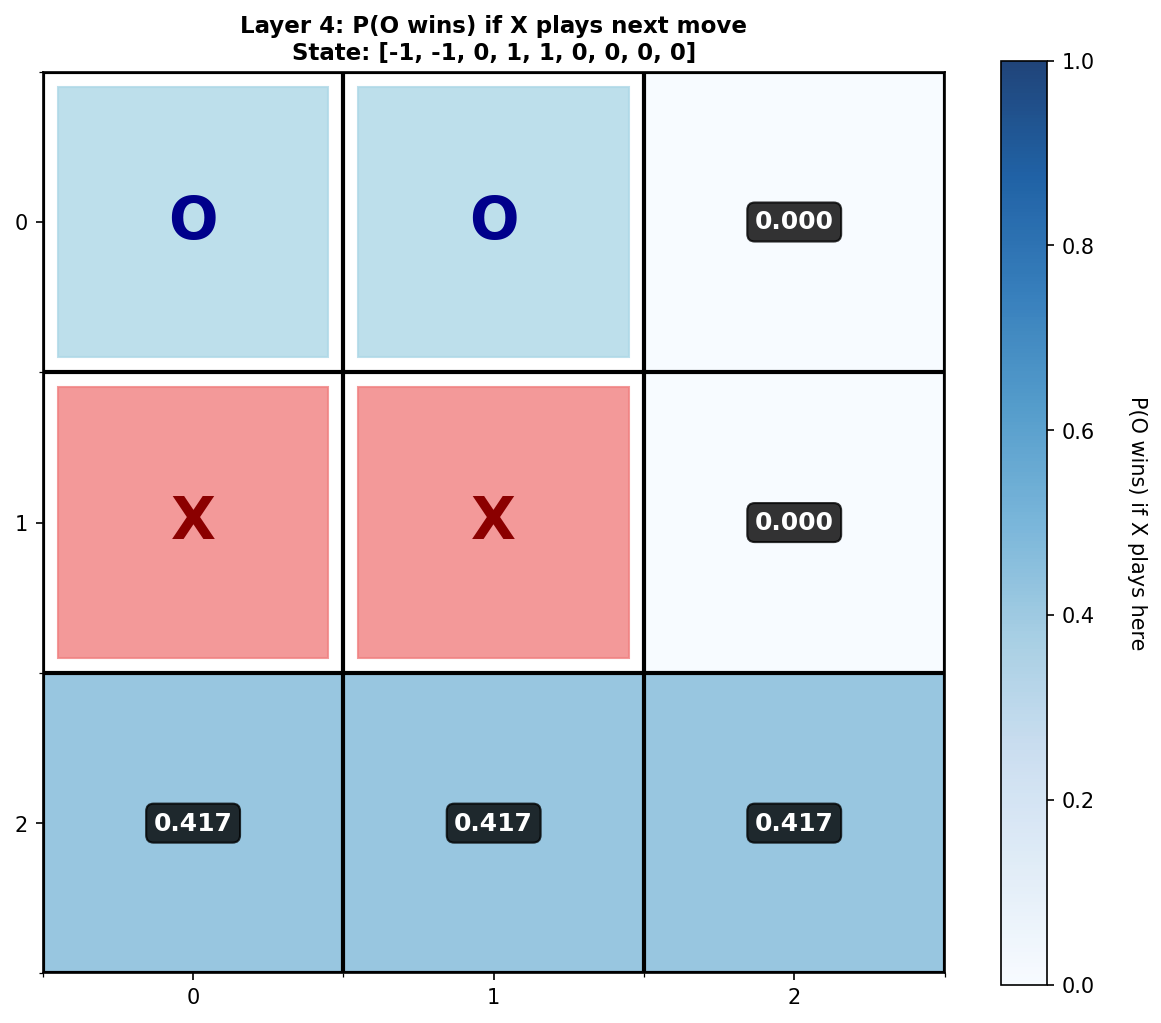 Layer 4: P(O wins) if X plays next move
State: [-1, -1, 0, 1, 1, 0, 0, 0, 0]
0
O
O
0.000
1
X
X
0.000
2
0.417
0.417
0.417
0
1
2
1.0
0.8
0.6
0.4
0.2
0.0
P(O wins) if X plays here